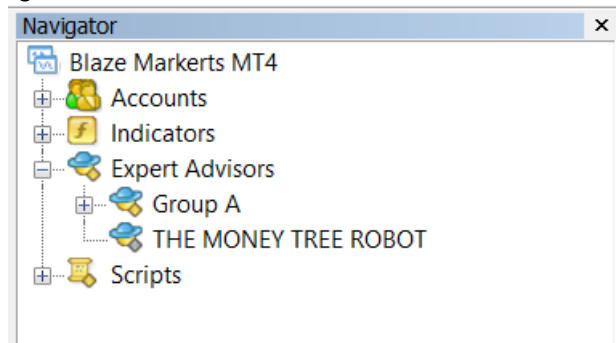 Navigator
Blaze Markerts MT4
Accounts
Indicators
Expert Advisors
Group A
THE MONEY TREE ROBOT
Scripts